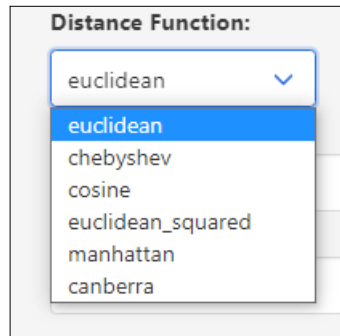 Distance Function:
euclidean
euclidean
chebyshev
cosine
euclidean_squared
manhattan
canberra